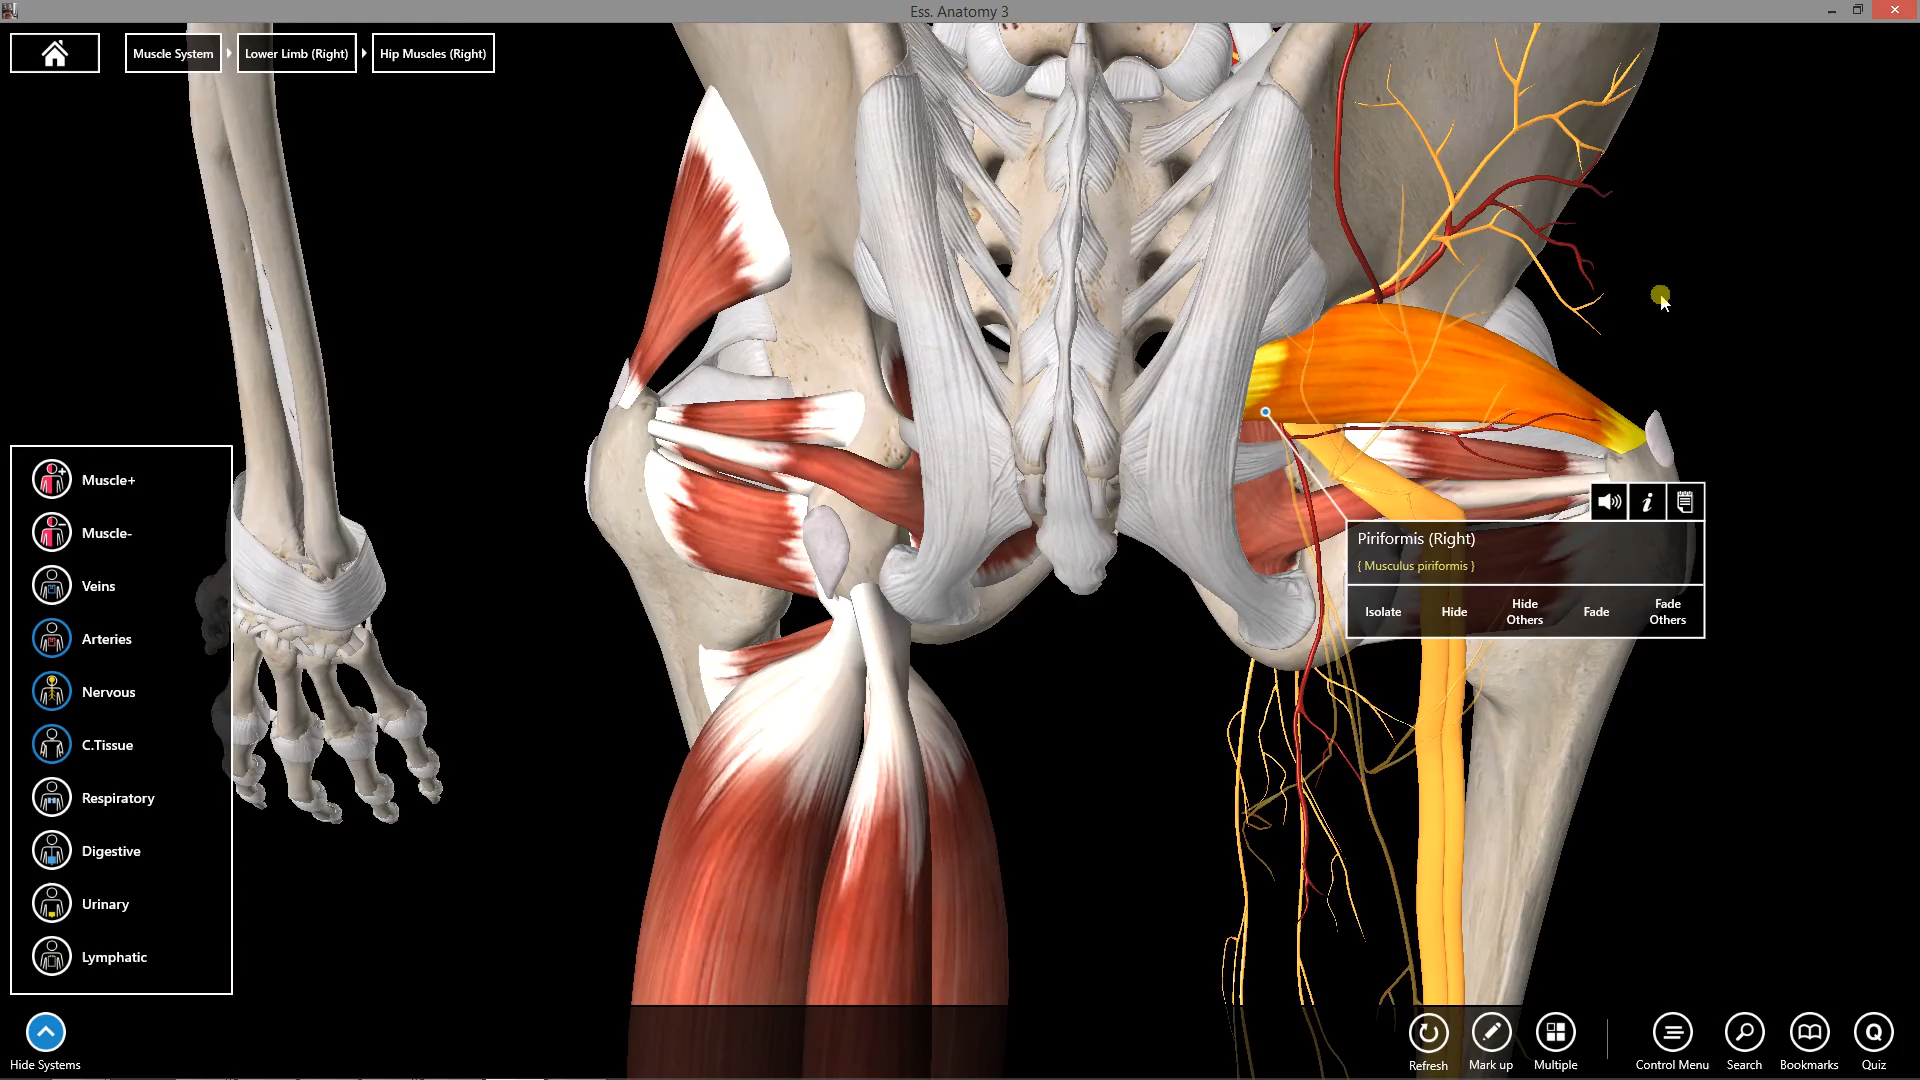 Ess. Anatomy 3
Muscle System
Lower Limb (Right)
Hip Muscles (Right)
Muscle+
Muscle-
Veins
Arteries
Nervous
C.Tissue
Respiratory
Digestive
Urinary
Lymphatic
Hide Systems
Piriformis (Right)
{ Musculus piriformis }
Isolate
Hide
Hide
Others
Fade
Fade
Others
Refresh
Mark up
Multiple
Control Menu
Search
Bookmarks
Quiz